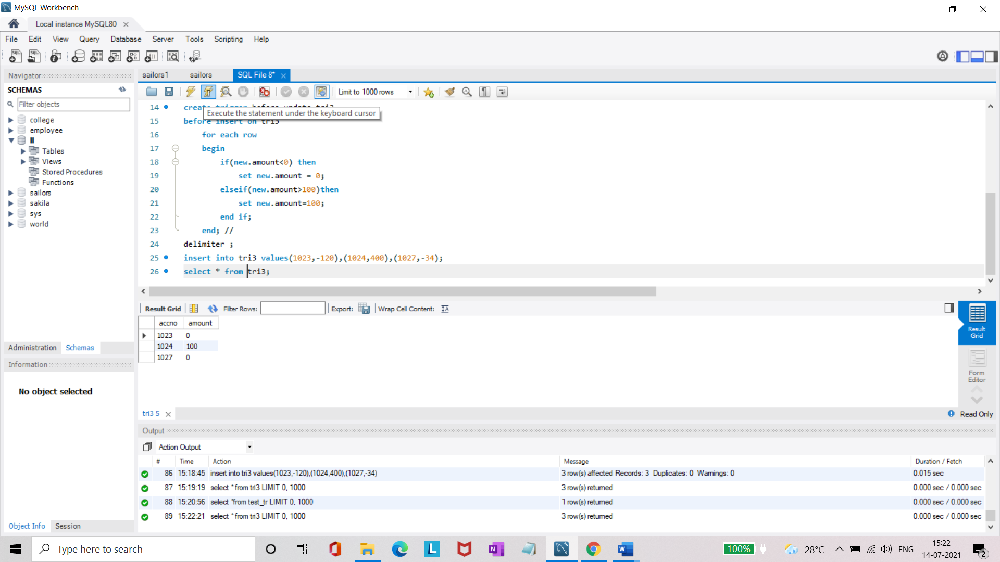 MySQL Workbench
Local instance MySQL80
File Edit View Query Database Server Tools Scripting Help
Navigator
SCHEMAS
Filter objects
college
employee
ll
Tables
Views
Stored Procedures
Functions
sailors
sakila
sys
world
Administration Schemas
Information
No object selected
Object Info Session
sailors1 sailors SQL File 8*
Limit to 1000 rows
Execute the statement under the keyboard cursor
14 create trigger before_update_tri3
15 before insert on tri3
16 for each row
17 begin
18 if(new.amount<0) then
19 set new.amount = 0;
20 elseif(new.amount>100)then
21 set new.amount=100;
22 end if;
23 end; //
24 delimiter ;
25 insert into tri3 values(1023,-120),(1024,400),(1027,-34);
26 select * from tri3;
Result Grid Filter Rows: Export: Wrap Cell Content:
accno amount
1023 0
1024 100
1027 0
Result Grid
Form Editor
tri3 5
Read Only
Output
Action Output
# Time Action Message Duration / Fetch
86 15:18:45 insert into tri3 values(1023,-120),(1024,400),(1027,-34) 3 row(s) affected Records: 3 Duplicates: 0 Warnings: 0 0.015 sec
87 15:19:19 select * from tri3 LIMIT 0, 1000 3 row(s) returned 0.000 sec / 0.000 sec
88 15:20:56 select *from test_tr LIMIT 0, 1000 1 row(s) returned 0.000 sec / 0.000 sec
89 15:22:21 select * from tri3 LIMIT 0, 1000 3 row(s) returned 0.000 sec / 0.000 sec
Type here to search
100%
28°C
ENG
15:22
14-07-2021
2